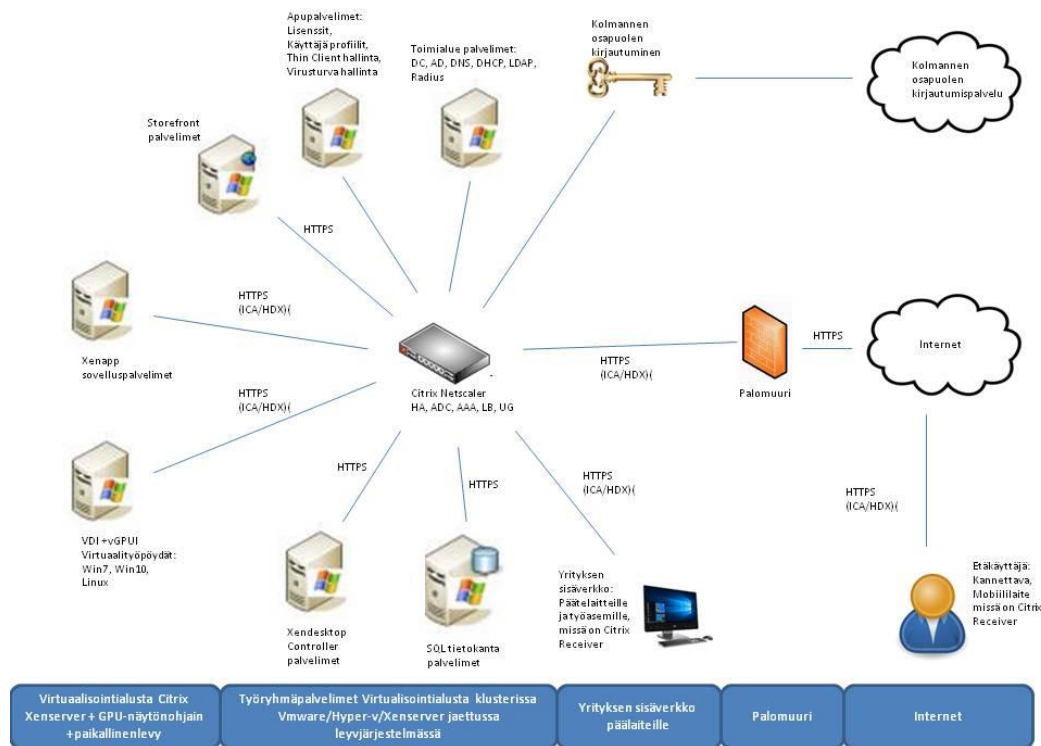 Apupalvelimet:
Lisenssit,
Käyttäjä profiilit,
Thin Client hallinta,
Virusturva hallinta
Toimialue palvelimet:
DC, AD, DNS, DHCP, LDAP,
Radius
Kolmannen
osapuolen
kirjautuminen
Kolmannen
osapuolen
kirjautumispalvelu
Storefront
palvelimet
HTTPS
HTTPS
(ICA/HDX)(
Xenapp
sovelluspalvelimet
Citrix Netscaler
HA, ADC, AAA, LB, UG
HTTPS
(ICA/HDX)(
Palomuuri
HTTPS
Internet
HTTPS
(ICA/HDX)(
VDI +vGPUI
Virtuaalityöpöydät:
Win7, Win10,
Linux
HTTPS
Xendesktop
Controller
palvelimet
HTTPS
SQL tietokanta
palvelimet
HTTPS
(ICA/HDX)(
Yrityksen
sisäverkko:
Päätelaitteille
ja työasemille,
missä on Citrix
Receiver
HTTPS
(ICA/HDX)(
Etäkäyttäjä:
Kannettava,
Mobiililaite
missä on Citrix
Receiver
Virtuaalisointialusta Citrix
Xenserver + GPU-näytönohjain
+paikallinenlevy
Työryhmäpalvelimet Virtualisointialusta klusterissa
Vmware/Hyper-v/Xenserver jaettussa
leyvjärjestelmässä
Yrityksen sisäverkko
päälaiteille
Palomuuri
Internet